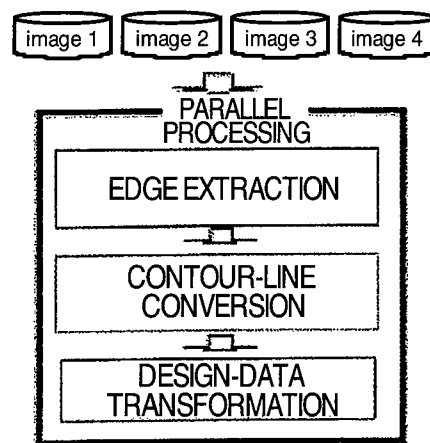 image 1 image 2 image 3 image 4
PARALLEL
PROCESSING
EDGE EXTRACTION
CONTOUR-LINE
CONVERSION
DESIGN-DATA
TRANSFORMATION